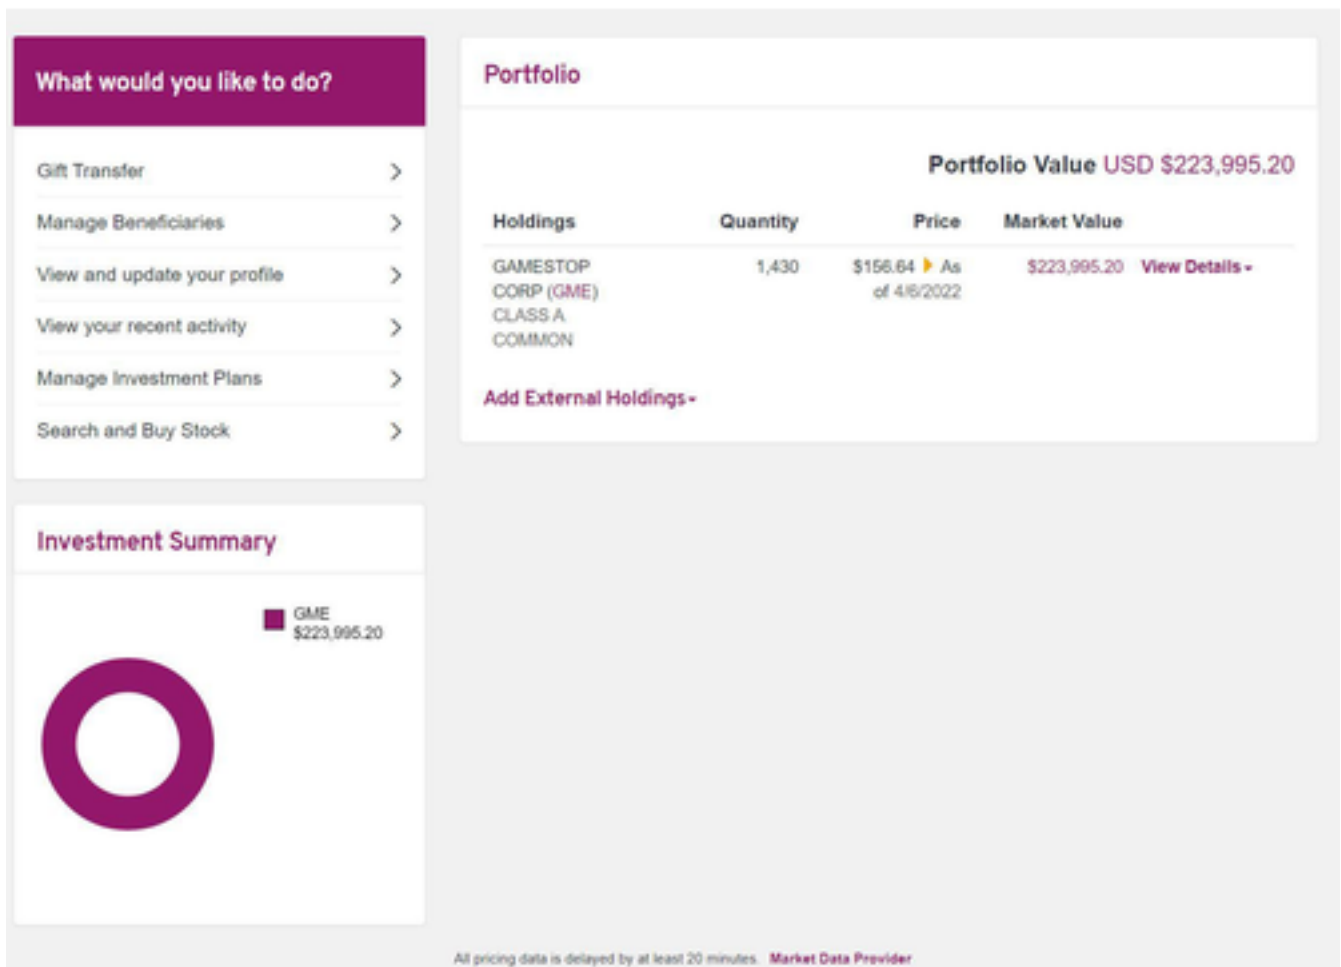 What would you like to do?
Gift Transfer
Manage Beneficiaries
View and update your profile
View your recent activity
Manage Investment Plans
Search and Buy Stock
Portfolio
Portfolio Value USD $223,995.20
Holdings Quantity Price Market Value
GAMESTOP 1,430 $156.64 As $223,995.20 View Details
CORP (GME) of 4/6/2022
CLASS A
COMMON
Add External Holdings
Investment Summary
GME
$223,995.20
All pricing data is delayed by at least 20 minutes. Market Data Provider